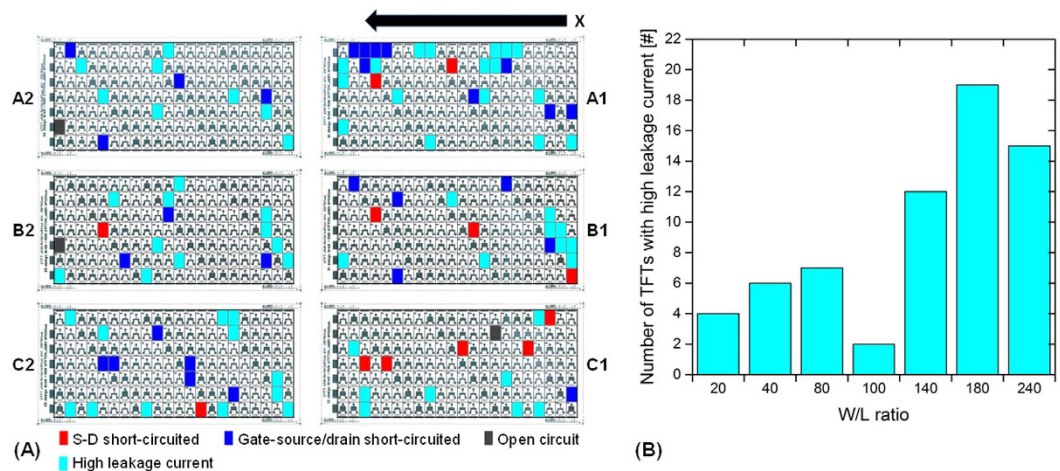 X
A2
A1
B2
B1
C2
C1
(A)
S-D short-circuited
Gate-source/drain short-circuited
Open circuit
High leakage current
Number of TFTs with high leakage current [#]
22
20
18
16
14
12
10
8
6
4
2
0
20 40 80 100 140 180 240
W/L ratio
(B)